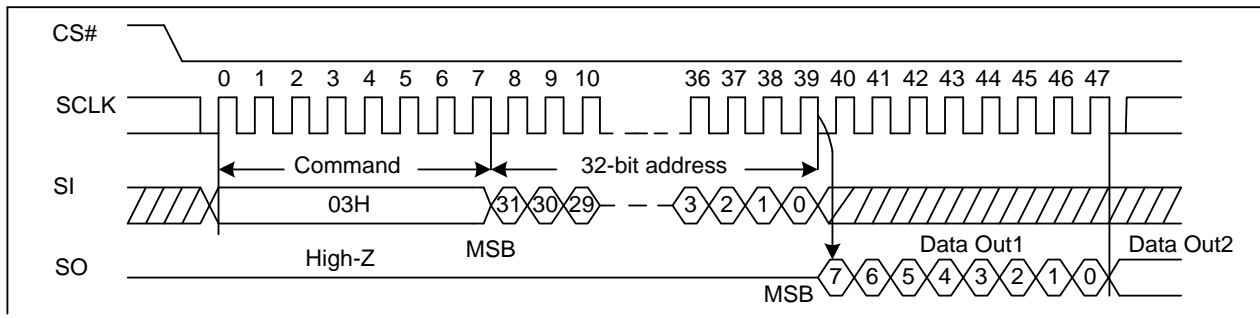 CS#
0 1 2 3 4 5 6 7 8 9 10 36 37 38 39 40 41 42 43 44 45 46 47
SCLK
Command 32-bit address
SI
03H 31 30 29 3 2 1 0
High-Z MSB Data Out1 Data Out2
SO
MSB 7 6 5 4 3 2 1 0